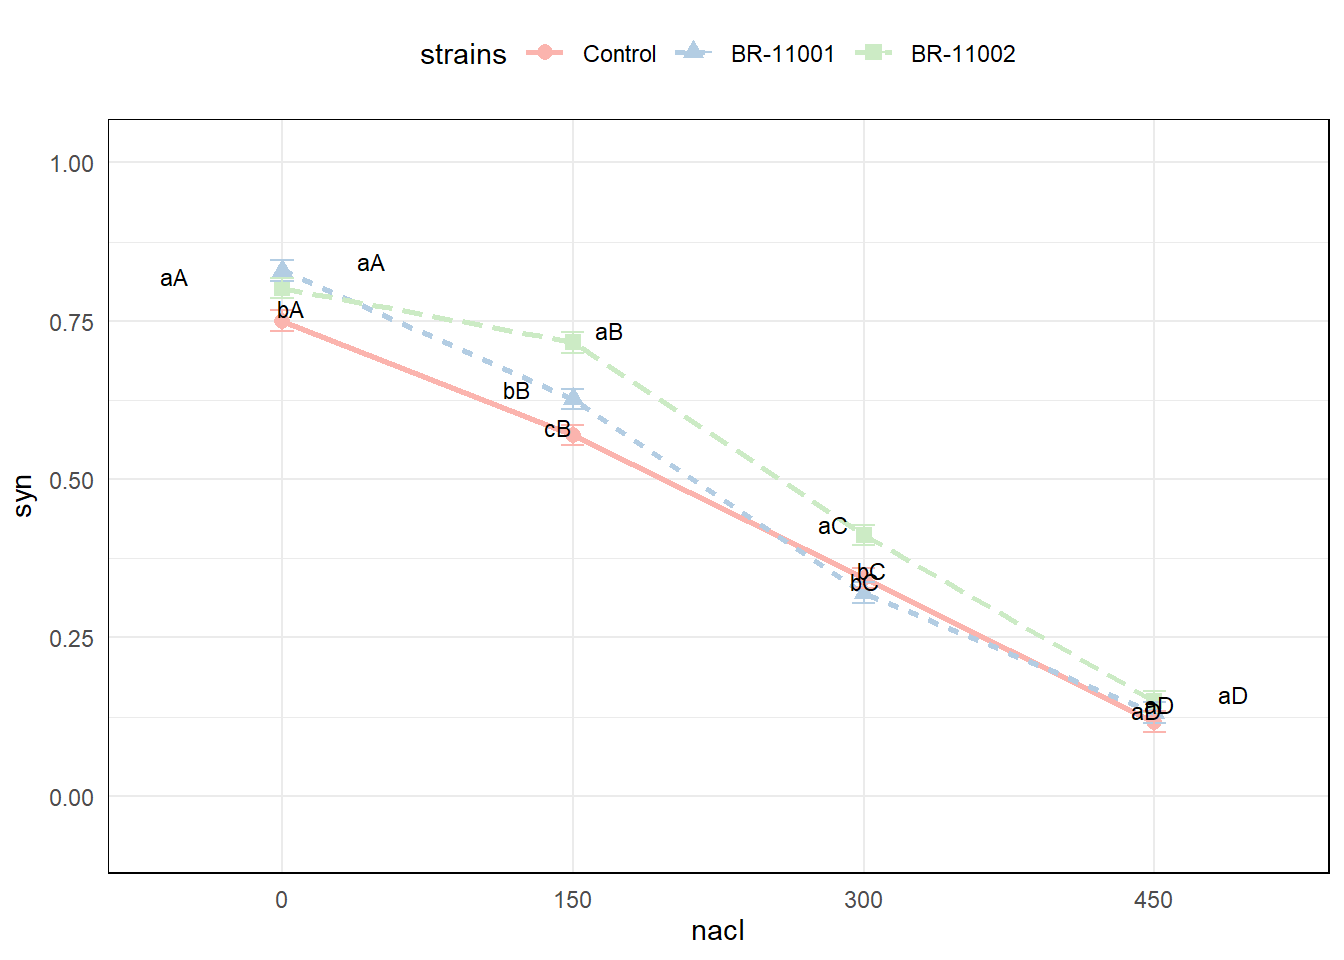 strains Control BR-11001 BR-11002
1.00
aA
aA
bA
0.75
aB
bB
cB
0.50
aC
bC
bC
0.25
aD
aD
aD
0.00
syn
0 150 300 450
nacl